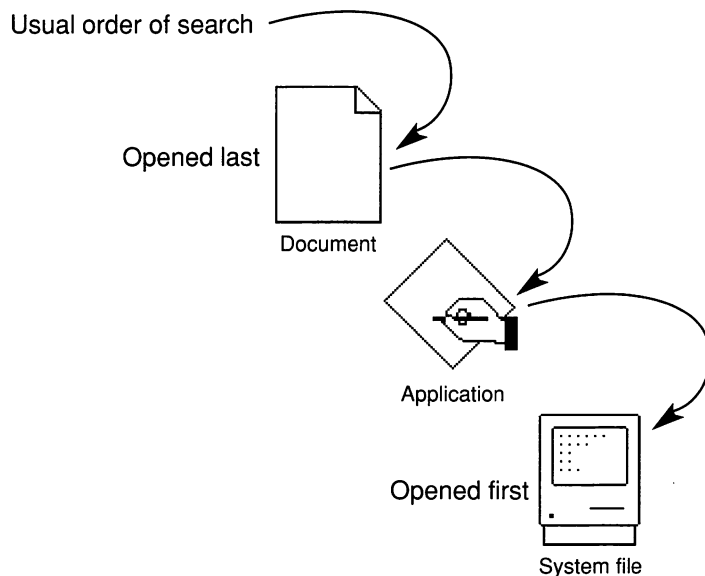 Usual order of search
Opened last
Document
Application
Opened first
System file